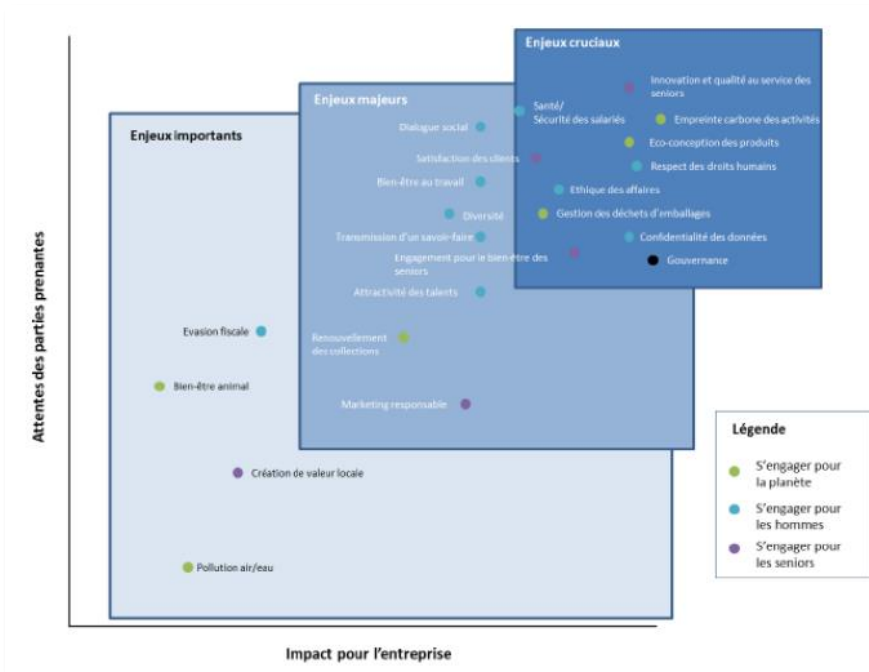 Enjeux cruciaux
Innovation et qualité au service des
seniors
Santé/
Sécurité des salariés
Empreinte carbone des activités
Eco-conception des produits
Respect des droits humains
Ethique des affaires
Gestion des déchets d'emballages
Confidentialité des données
Gouvernance
Enjeux majeurs
Dialogue social
Satisfaction des clients
Bien-être au travail
Diversité
Transmission d'un savoir-faire
Engagement pour le bien-être des
seniors
Attractivité des talents
Renouvellement
des collections
Marketing responsable
Enjeux importants
Evasion fiscale
Bien-être animal
Création de valeur locale
Pollution air/eau
Attentes des parties prenantes
Impact pour l'entreprise
Légende
S'engager pour
la planète
S'engager pour
les hommes
S'engager pour
les seniors